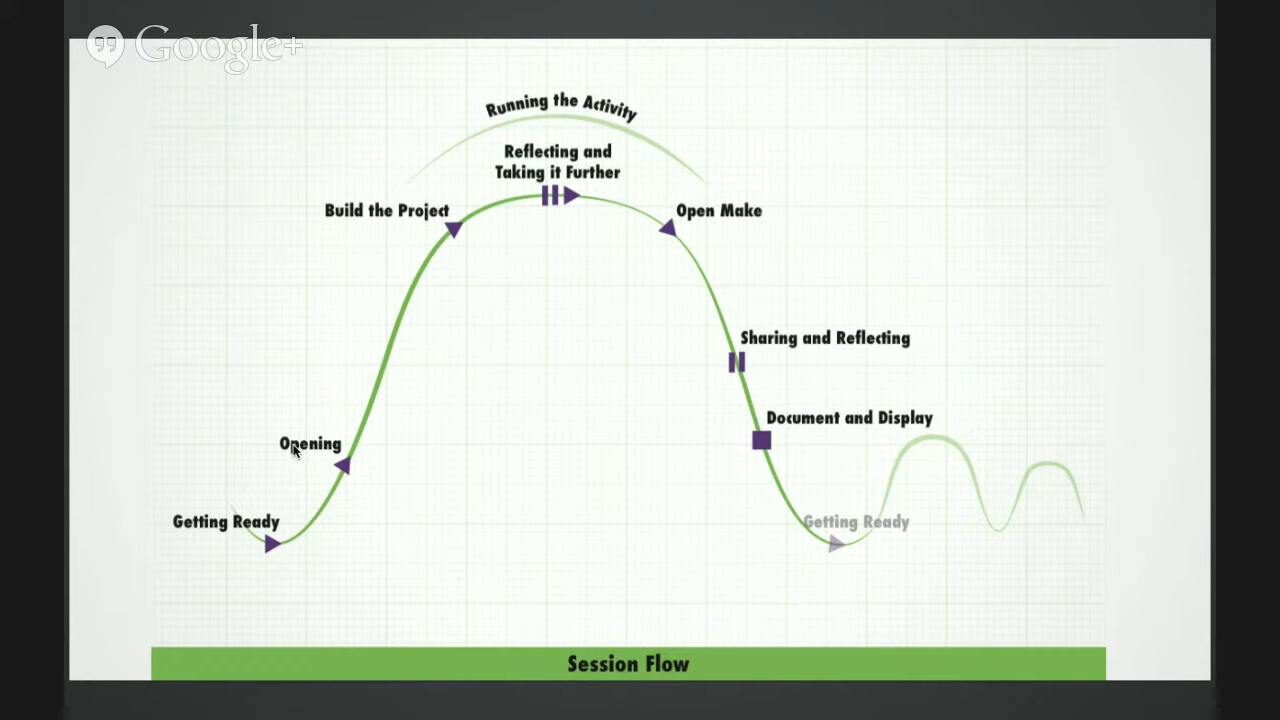 Google+
Running the Activity
Reflecting and
Taking it Further
Build the Project
Open Make
Sharing and Reflecting
Document and Display
Opening
Getting Ready
Getting Ready
Session Flow